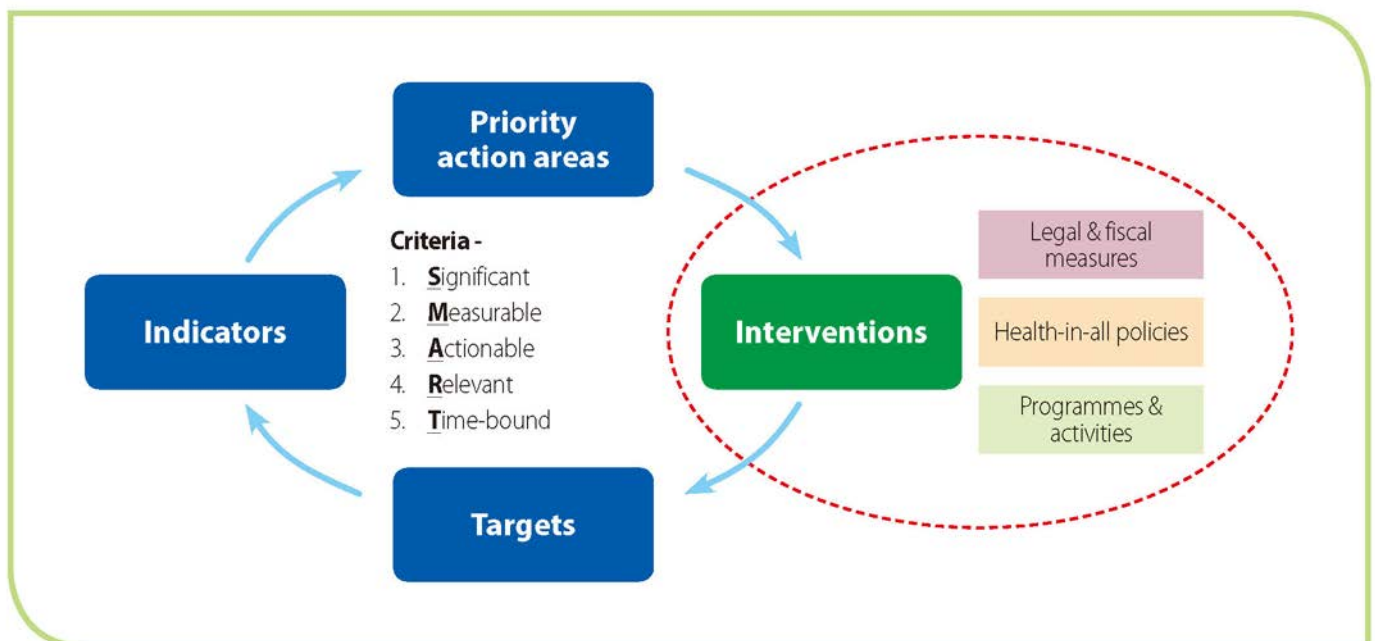 Priority
action areas
Criteria -
1. Significant
2. Measurable
3. Actionable
4. Relevant
5. Time-bound
Indicators
Interventions
Legal & fiscal
measures
Health-in-all policies
Programmes &
activities
Targets